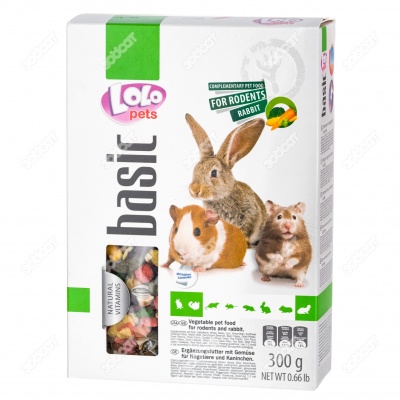 LOLO
pets
basic
COMPLEMENTARY PET FOOD
FOR RODENTS
RABBIT
basic
NATURAL
VITAMINS
Vegetable pet food
for rodents and rabbit.
Ergänzungsfutter mit Gemüse
für Nagetiere und Kaninchen.
300 g
NET WT 0.66 lb